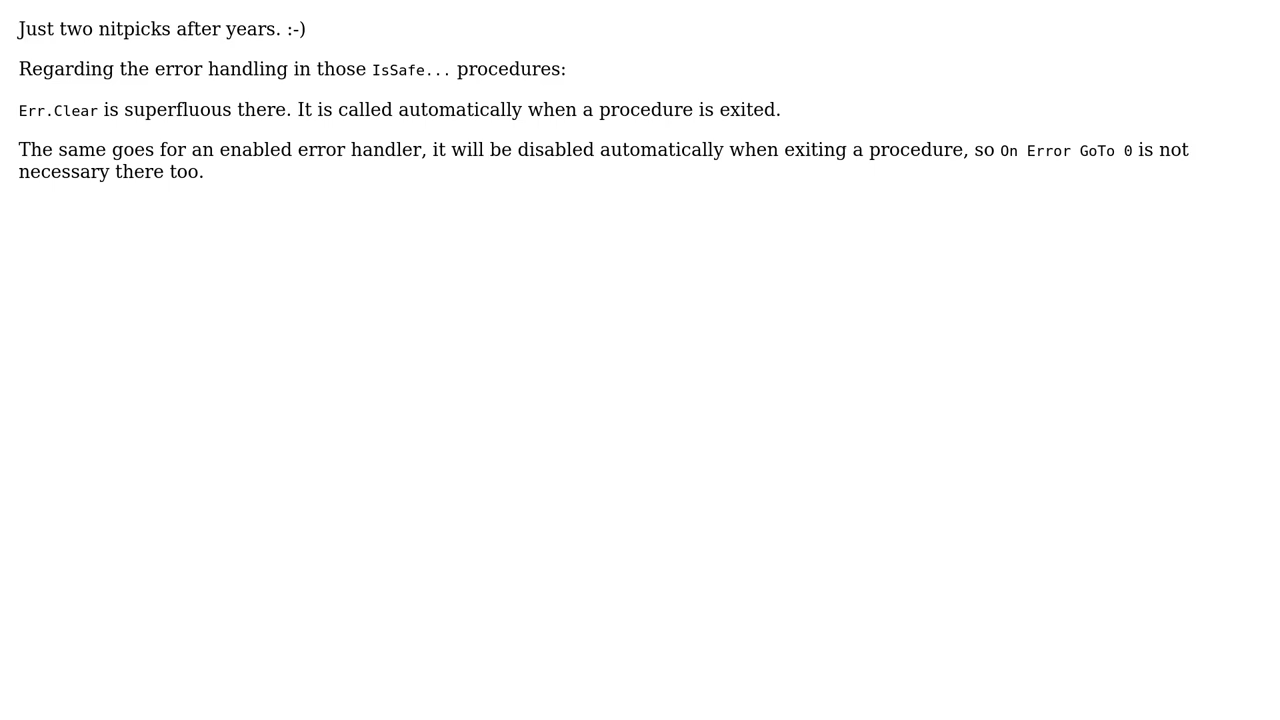 Just two nitpicks after years. :-)
Regarding the error handling in those IsSafe... procedures:
Err.Clear is superfluous there. It is called automatically when a procedure is exited.
The same goes for an enabled error handler, it will be disabled automatically when exiting a procedure, so On Error GoTo 0 is not
necessary there too.